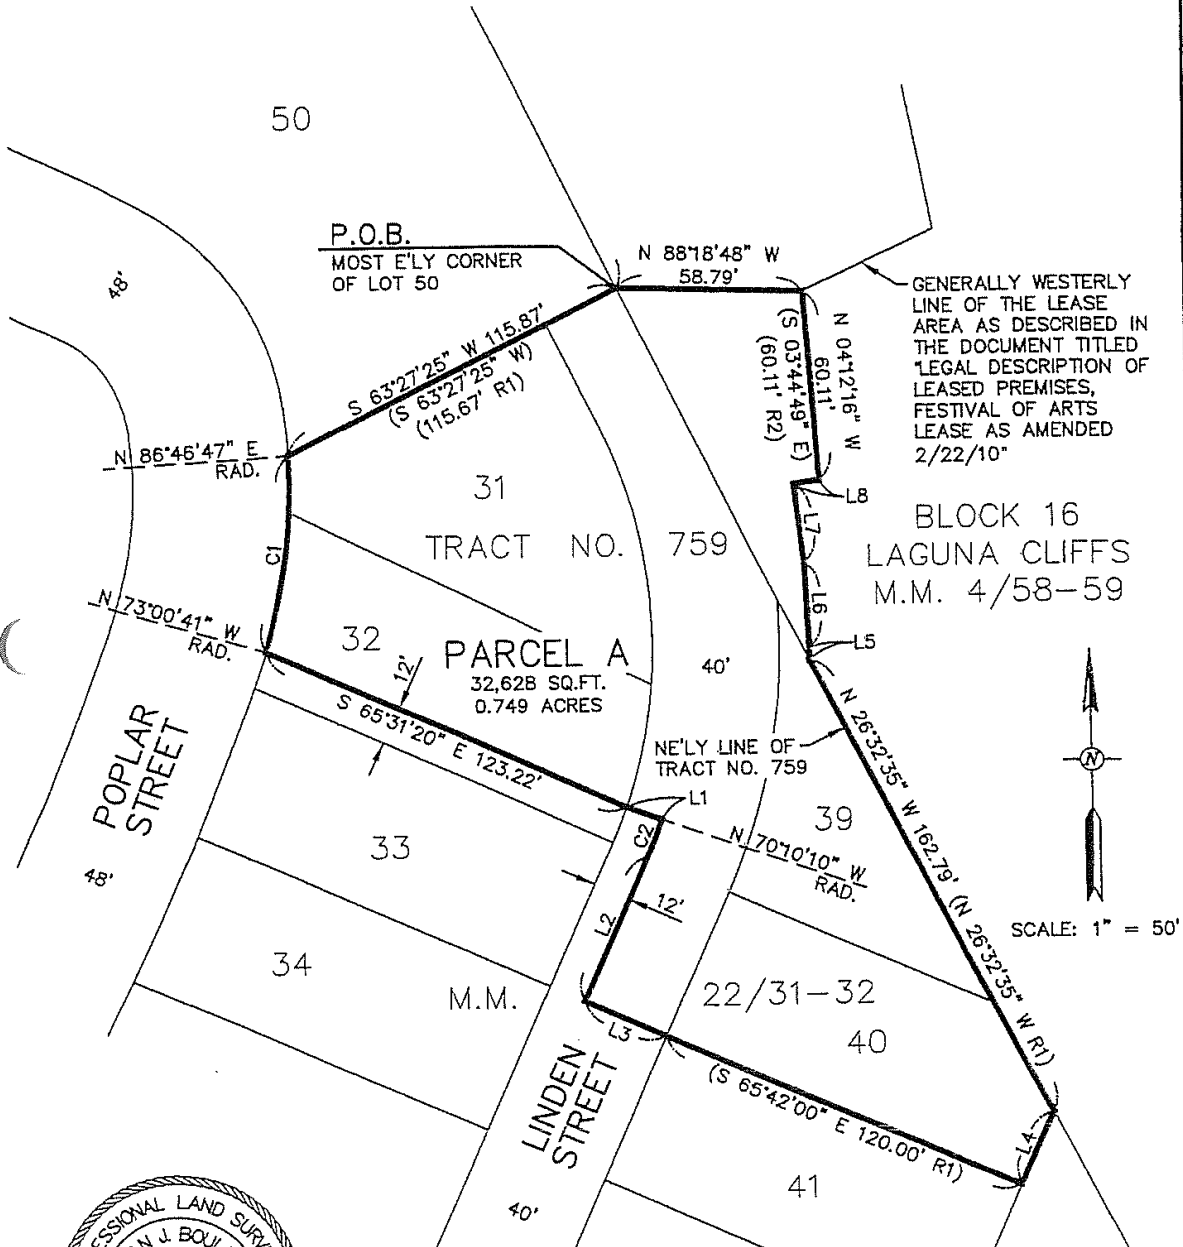 50
48'
P.O.B.
MOST E'LY CORNER
OF LOT 50
N 88°18'48" W
58.79'
GENERALLY WESTERLY
LINE OF THE LEASE
AREA AS DESCRIBED IN
THE DOCUMENT TITLED
"LEGAL DESCRIPTION OF
LEASED PREMISES,
FESTIVAL OF ARTS
LEASE AS AMENDED
2/22/10"
N 04°12'16" W
60.11'
(S 03°44'49" E)
(60.11' R2)
S 63°27'25" W 115.87'
(S 63°27'25" W)
(115.67' R1)
N 86°46'47" E
RAD.
31
L8
L7
BLOCK 16
LAGUNA CLIFFS
M.M. 4/58-59
TRACT NO. 759
C1
L6
N 73°00'41" W
RAD.
32
L5
PARCEL A
32,628 SQ.FT.
0.749 ACRES
12'
40'
S 65°31'20" E 123.22'
NE'LY LINE OF
TRACT NO. 759
N 26°32'35" W 162.79' (N 26°32'35" W R1)
N
POPLAR
STREET
L1
39
C2
N 70°10'10" W
RAD.
33
48'
12'
L2
SCALE: 1" = 50'
34
M.M. 22/31-32
L3
40
(S 65°42'00" E 120.00' R1)
LINDEN
STREET
L4
41
40'
ESSIONAL LAND SURV
N J. BOUL